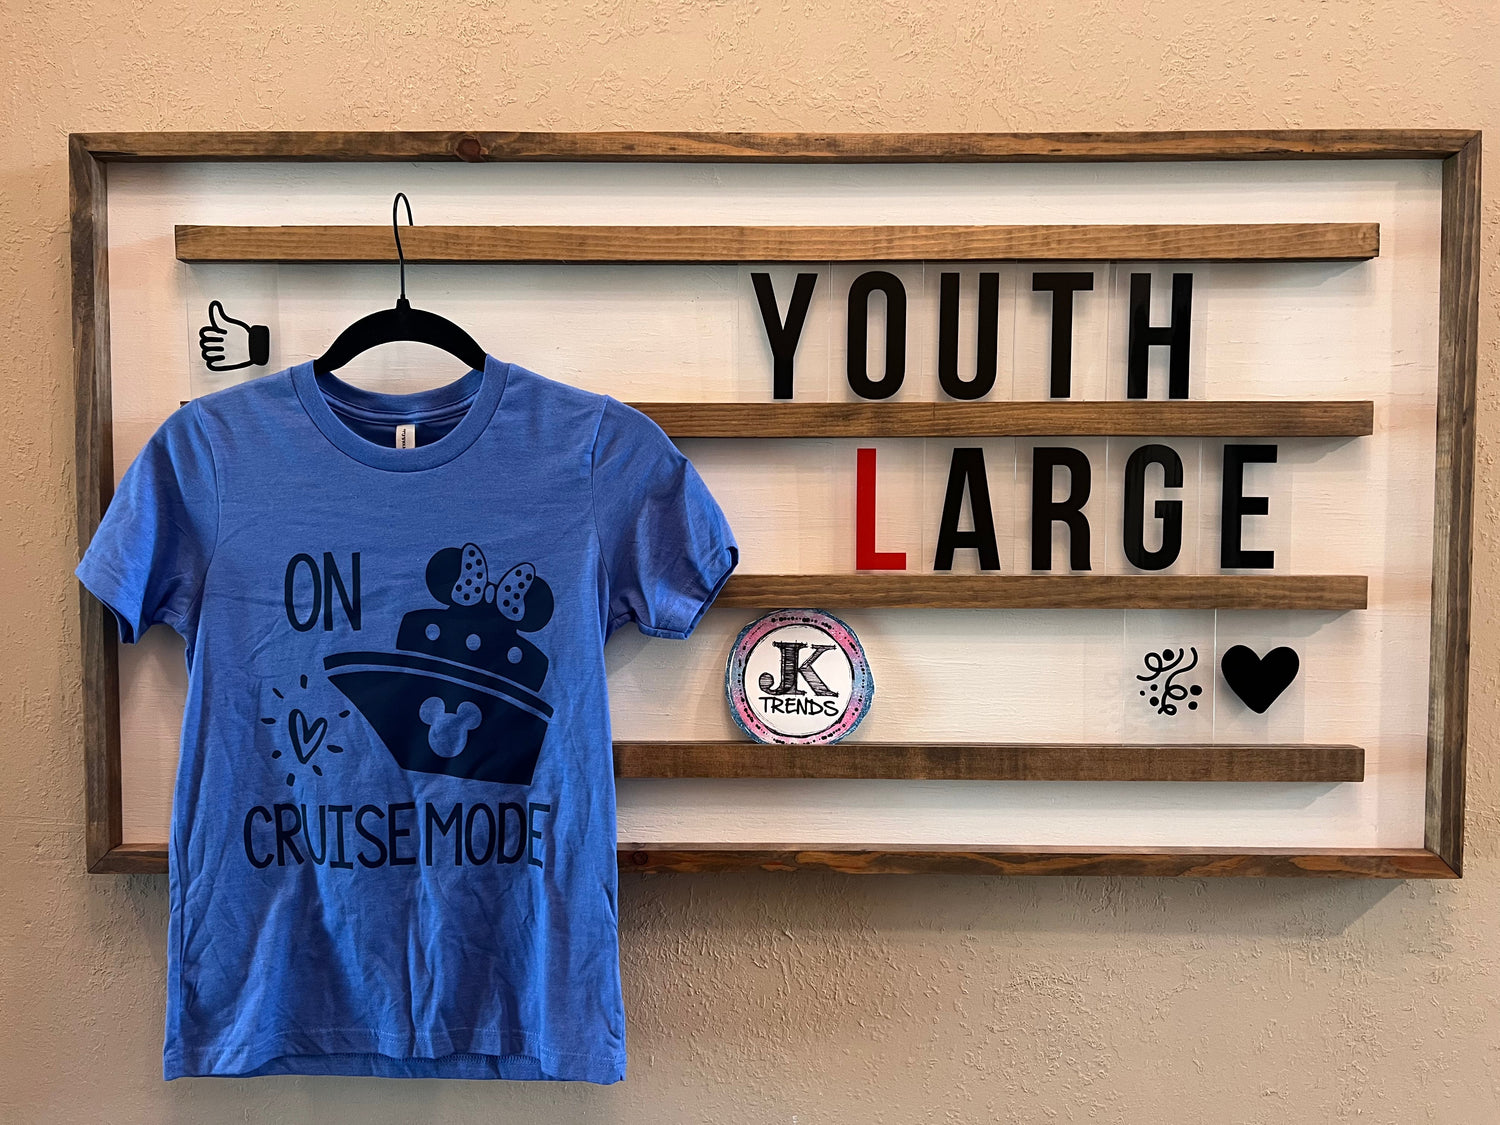 YOUTH
LARGE
JK
TRENDS
ON
CRUISE MODE